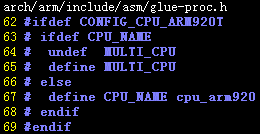 arch/arm/include/asm/glue-proc.h
62 #ifdef CONFIG_CPU_ARM920T
63 # ifdef CPU_NAME
64 #  undef  MULTI_CPU
65 #  define MULTI_CPU
66 # else
67 #  define CPU_NAME cpu_arm920
68 # endif
69 #endif